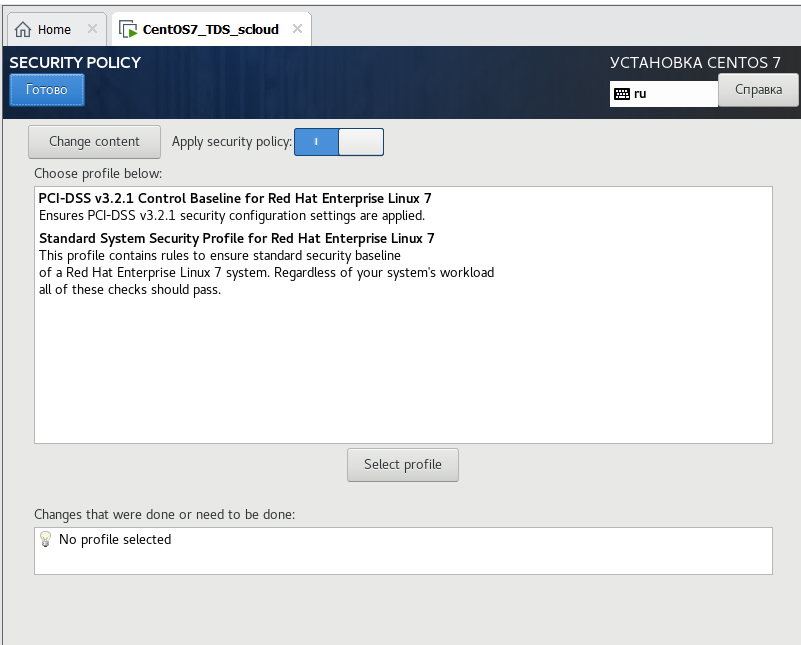 Home
CentOS7_TDS_scloud
SECURITY POLICY
УСТАНОВКА CENTOS 7
Готово
ru
Справка
Change content
Apply security policy:
Choose profile below:
PCI-DSS v3.2.1 Control Baseline for Red Hat Enterprise Linux 7
Ensures PCI-DSS v3.2.1 security configuration settings are applied.
Standard System Security Profile for Red Hat Enterprise Linux 7
This profile contains rules to ensure standard security baseline
of a Red Hat Enterprise Linux 7 system. Regardless of your system's workload
all of these checks should pass.
Select profile
Changes that were done or need to be done:
No profile selected